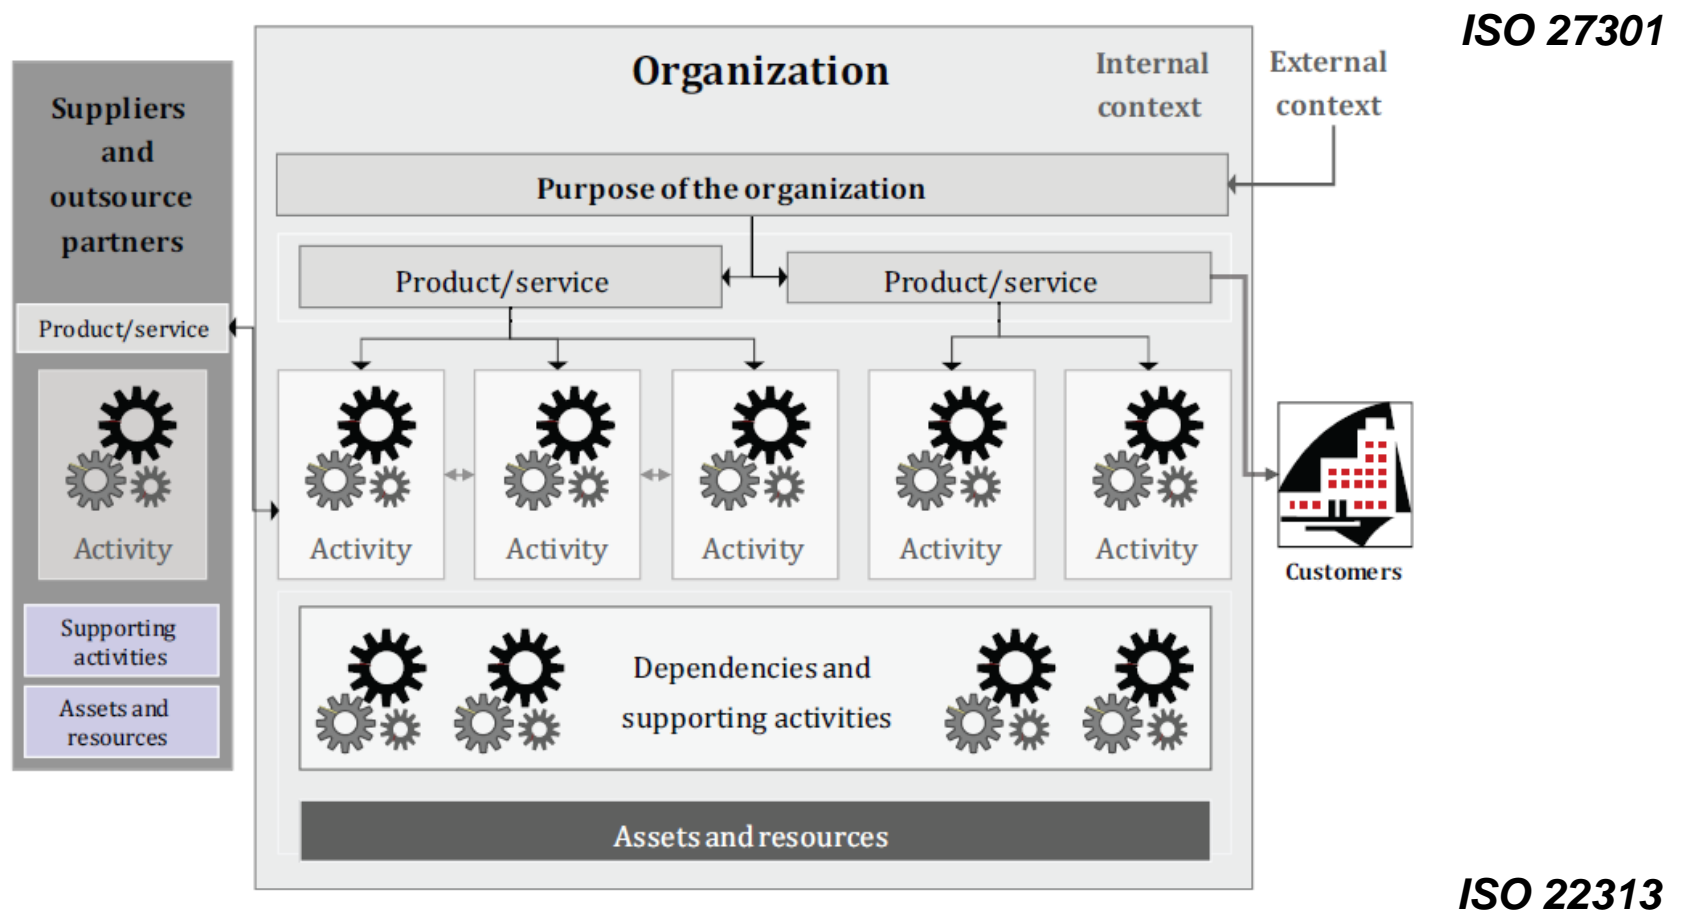 ISO 27301
Organization
Internal
context
External
context
Suppliers
and
outsource
partners
Purpose of the organization
Product/service
Product/service
Product/service
Activity
Activity
Activity
Activity
Activity
Activity
Customers
Supporting
activities
Assets and
resources
Dependencies and
supporting activities
Assets and resources
ISO 22313